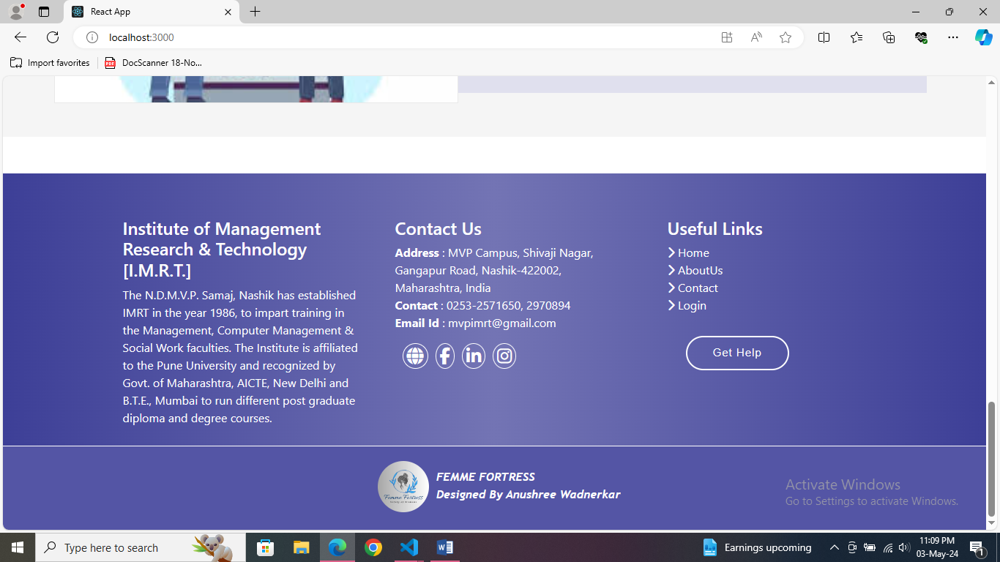 React App
localhost:3000
Import favorites
PDF
DocScanner 18-No...
Institute of Management
Research & Technology
[I.M.R.T.]
The N.D.M.V.P. Samaj, Nashik has established
IMRT in the year 1986, to impart training in
the Management, Computer Management &
Social Work faculties. The Institute is affiliated
to the Pune University and recognized by
Govt. of Maharashtra, AICTE, New Delhi and
B.T.E., Mumbai to run different post graduate
diploma and degree courses.
Contact Us
Address : MVP Campus, Shivaji Nagar,
Gangapur Road, Nashik-422002,
Maharashtra, India
Contact : 0253-2571650, 2970894
Email Id : mvpimrt@gmail.com
Useful Links
Home
AboutUs
Contact
Login
Get Help
Femme Fortress
FEMME FORTRESS
Designed By Anushree Wadnerkar
Activate Windows
Go to Settings to activate Windows.
Type here to search
Earnings upcoming
11:09 PM
03-May-24
1